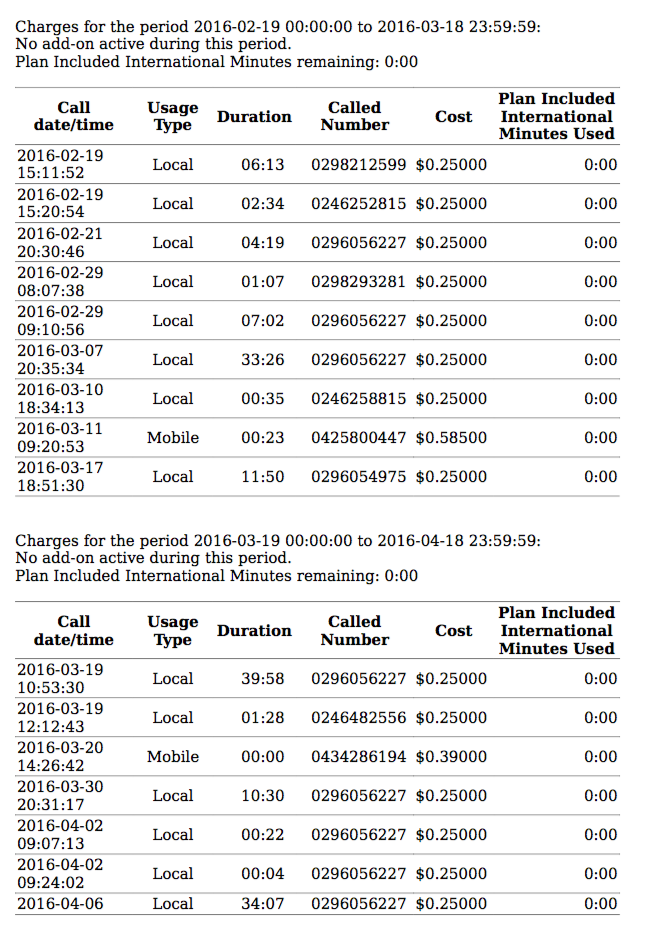 Charges for the period 2016-02-19 00:00:00 to 2016-03-18 23:59:59:
No add-on active during this period.
Plan Included International Minutes remaining: 0:00
Call date/time Usage Type Duration Called Number Cost Plan Included International Minutes Used
2016-02-19 15:11:52 Local 06:13 0298212599 $0.25000 0:00
2016-02-19 15:20:54 Local 02:34 0246252815 $0.25000 0:00
2016-02-21 20:30:46 Local 04:19 0296056227 $0.25000 0:00
2016-02-29 08:07:38 Local 01:07 0298293281 $0.25000 0:00
2016-02-29 09:10:56 Local 07:02 0296056227 $0.25000 0:00
2016-03-07 20:35:34 Local 33:26 0296056227 $0.25000 0:00
2016-03-10 18:34:13 Local 00:35 0246258815 $0.25000 0:00
2016-03-11 09:20:53 Mobile 00:23 0425800447 $0.58500 0:00
2016-03-17 18:51:30 Local 11:50 0296054975 $0.25000 0:00
Charges for the period 2016-03-19 00:00:00 to 2016-04-18 23:59:59:
No add-on active during this period.
Plan Included International Minutes remaining: 0:00
Call date/time Usage Type Duration Called Number Cost Plan Included International Minutes Used
2016-03-19 10:53:30 Local 39:58 0296056227 $0.25000 0:00
2016-03-19 12:12:43 Local 01:28 0246482556 $0.25000 0:00
2016-03-20 14:26:42 Mobile 00:00 0434286194 $0.39000 0:00
2016-03-30 20:31:17 Local 10:30 0296056227 $0.25000 0:00
2016-04-02 09:07:13 Local 00:22 0296056227 $0.25000 0:00
2016-04-02 09:24:02 Local 00:04 0296056227 $0.25000 0:00
2016-04-06 Local 34:07 0296056227 $0.25000 0:00